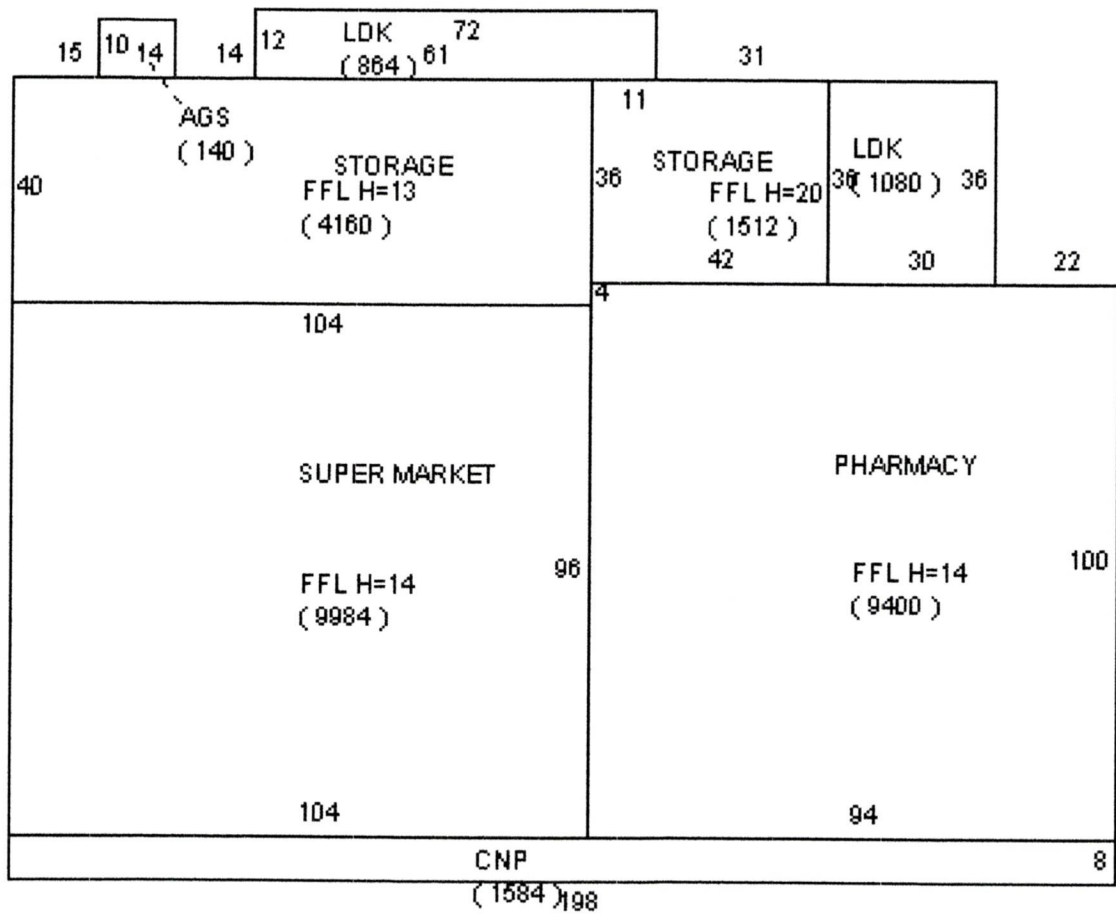 15
10
14
14
12
LDK
72
( 864 )
61
31
AGS
( 140 )
40
STORAGE
FFL H=13
( 4160 )
11
STORAGE
36
FFL H=20
( 1512 )
42
LDK
36
( 1080 )
36
30
22
104
4
SUPER MARKET
PHARMACY
96
100
FFL H=14
( 9984 )
FFL H=14
( 9400 )
104
94
CNP
8
( 1584 )
198